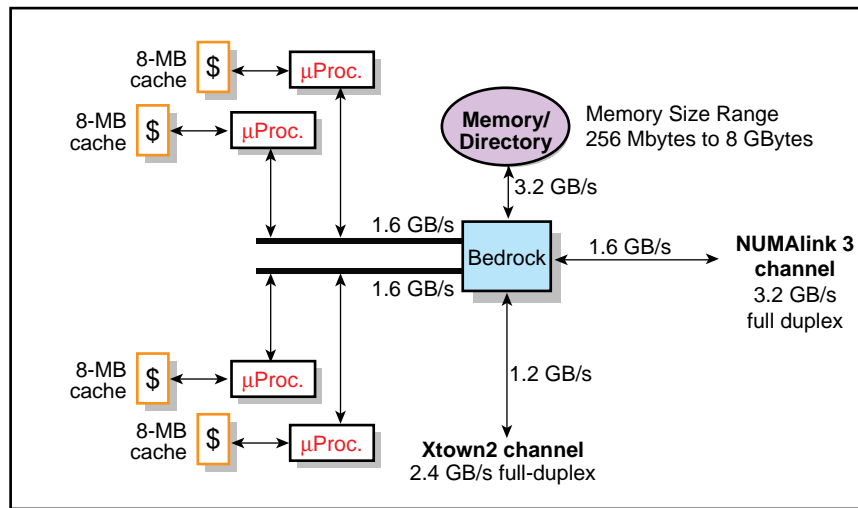 8-MB
cache
$
μProc.
8-MB
cache
$
μProc.
Memory/
Directory
Memory Size Range
256 Mbytes to 8 GBytes
3.2 GB/s
1.6 GB/s
Bedrock
1.6 GB/s
NUMAlink 3
channel
3.2 GB/s
full duplex
1.6 GB/s
8-MB
cache
$
μProc.
1.2 GB/s
8-MB
cache
$
μProc.
Xtown2 channel
2.4 GB/s full-duplex